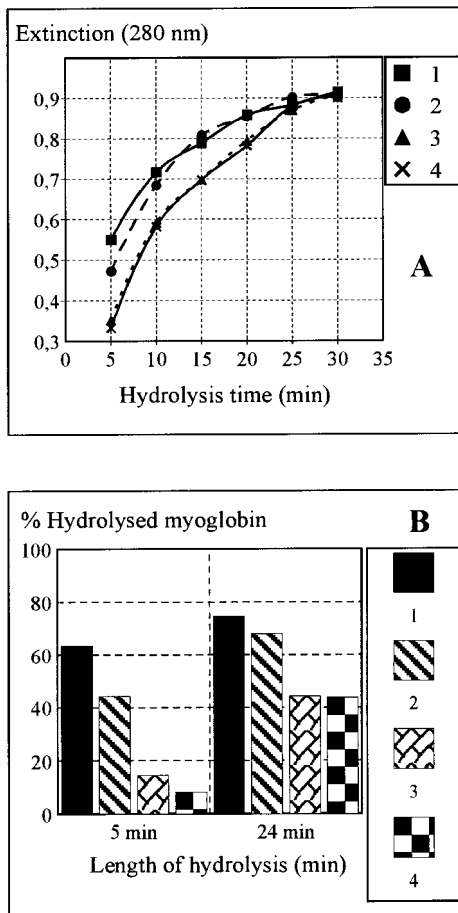 Extinction (280 nm)
0,9
0,8
0,7
0,6
0,5
0,4
0,3
0 5 10 15 20 25 30 35
Hydrolysis time (min)
1
2
3
4
A
% Hydrolysed myoglobin
B
100
80
60
40
20
0
5 min 24 min
Length of hydrolysis (min)
1
2
3
4